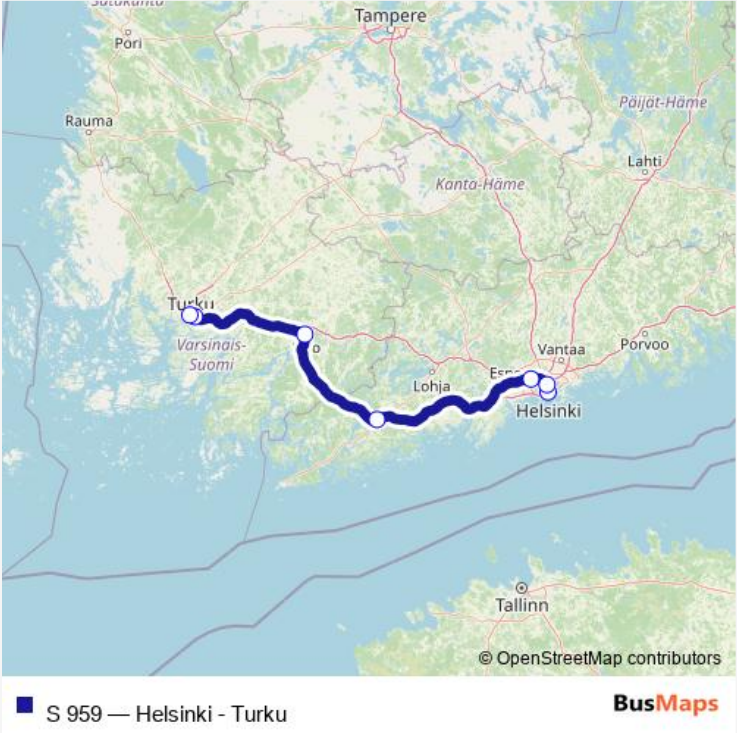 Satakunta
Tampere
Pori
Päijät-Häme
Rauma
Lahti
Kanta-Häme
Turku
Varsinais-
Suomi
Vantaa
Porvoo
Espoo
Lohja
Helsinki
Tallinn
© OpenStreetMap contributors
S 959 — Helsinki - Turku
BusMaps